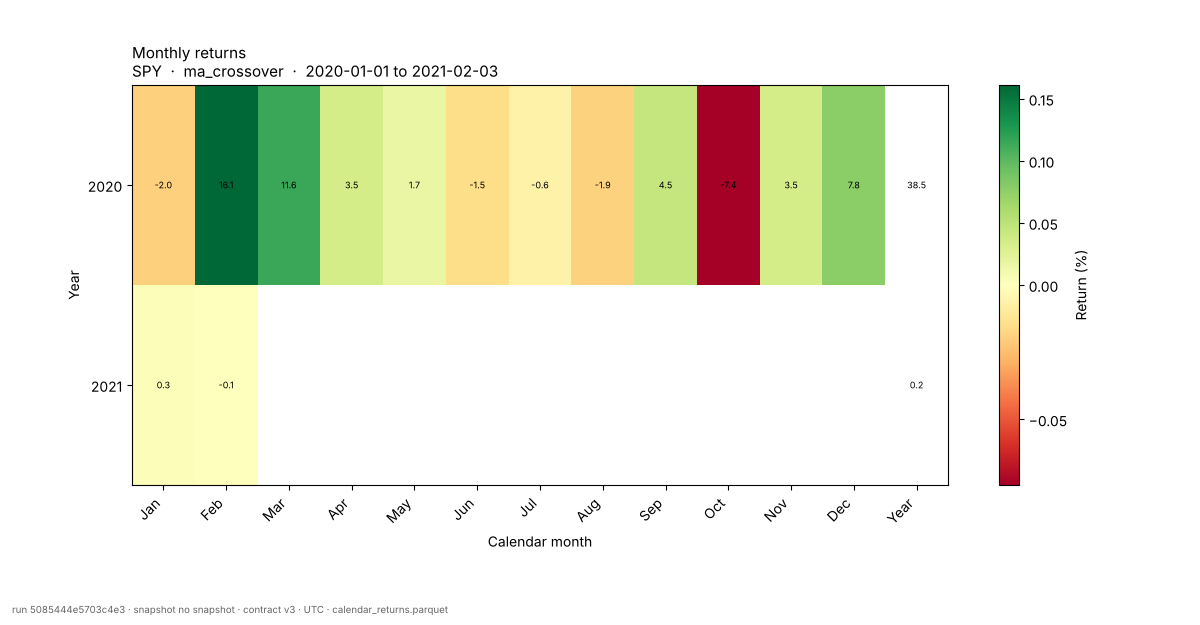 Monthly returns
SPY · ma_crossover · 2020-01-01 to 2021-02-03
2020 -2.0 16.1 11.6 3.5 1.7 -1.5 -0.6 -1.9 4.5 -7.4 3.5 7.8 38.5
2021 0.3 -0.1 0.2
Year
Jan Feb Mar Apr May Jun Jul Aug Sep Oct Nov Dec Year
Calendar month
0.15
0.10
0.05
0.00
−0.05
Return (%)
run 5085444e5703c4e3 · snapshot no snapshot · contract v3 · UTC · calendar_returns.parquet